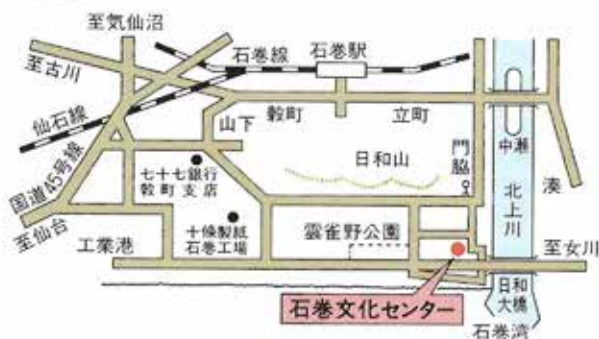 至気仙沼
石巻線
石巻駅
至古川
仙石線
山下
穀町
立町
国道45号線
七十七銀行
穀町支店
日和山
門脇
中瀬
湊
北上川
至仙台
十條製紙
石巻工場
工業港
雲雀野公園
至女川
石巻文化センター
日和
大橋
石巻湾